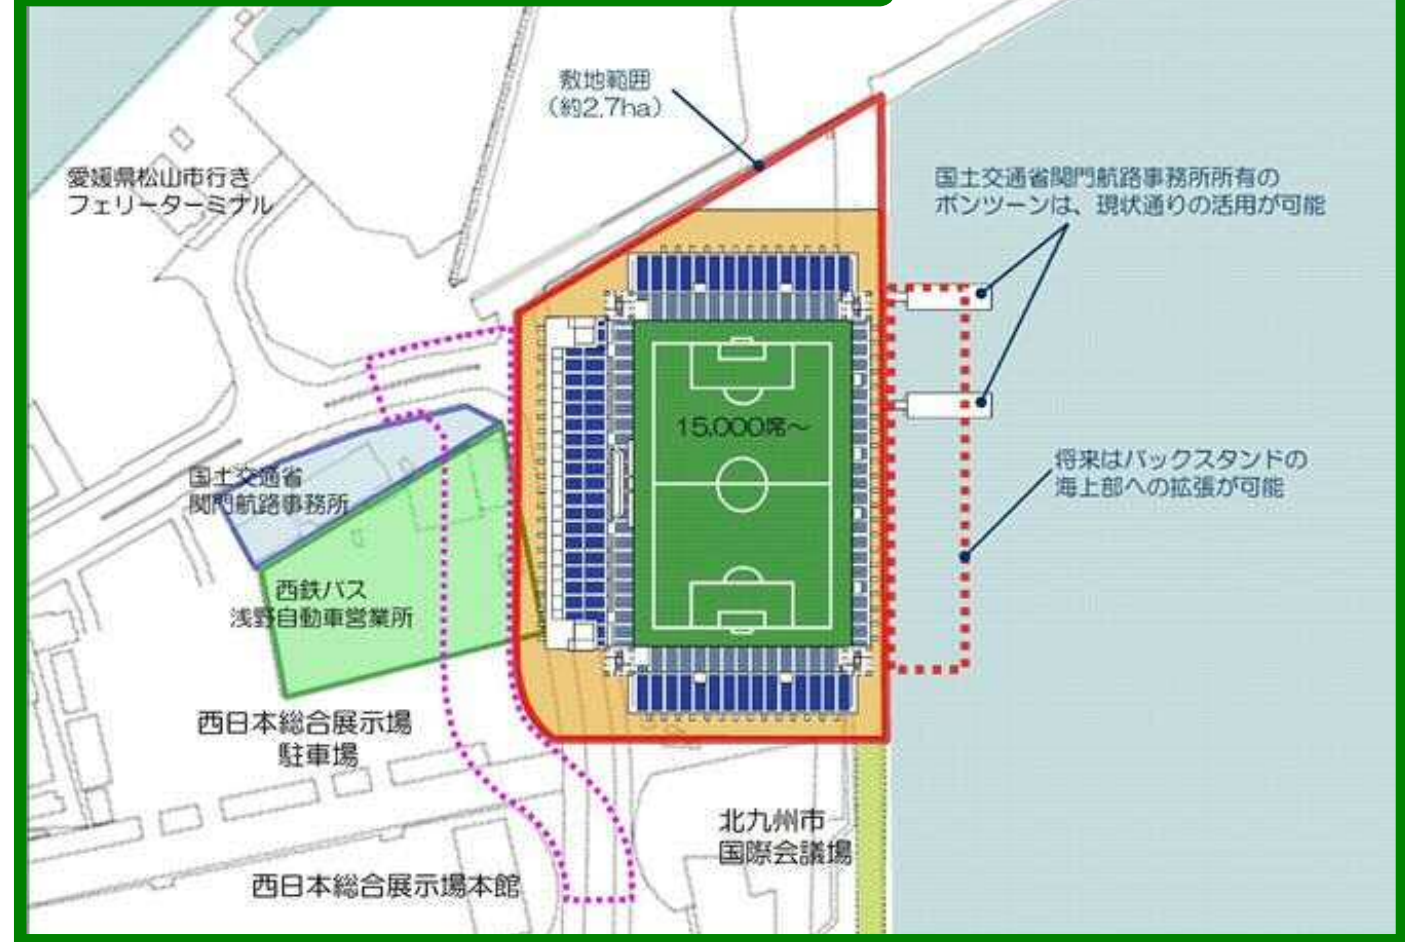 敷地範囲
（約2.7ha）
愛媛県松山市行き
フェリーターミナル
国土交通省関門航路事務所所有の
ポンツーンは、現状通りの活用が可能
15,000席～
将来はバックスタンドの
海上部への拡張が可能
国土交通省
関門航路事務所
西鉄バス
浅野自動車営業所
西日本総合展示場
駐車場
北九州市
国際会議場
西日本総合展示場本館